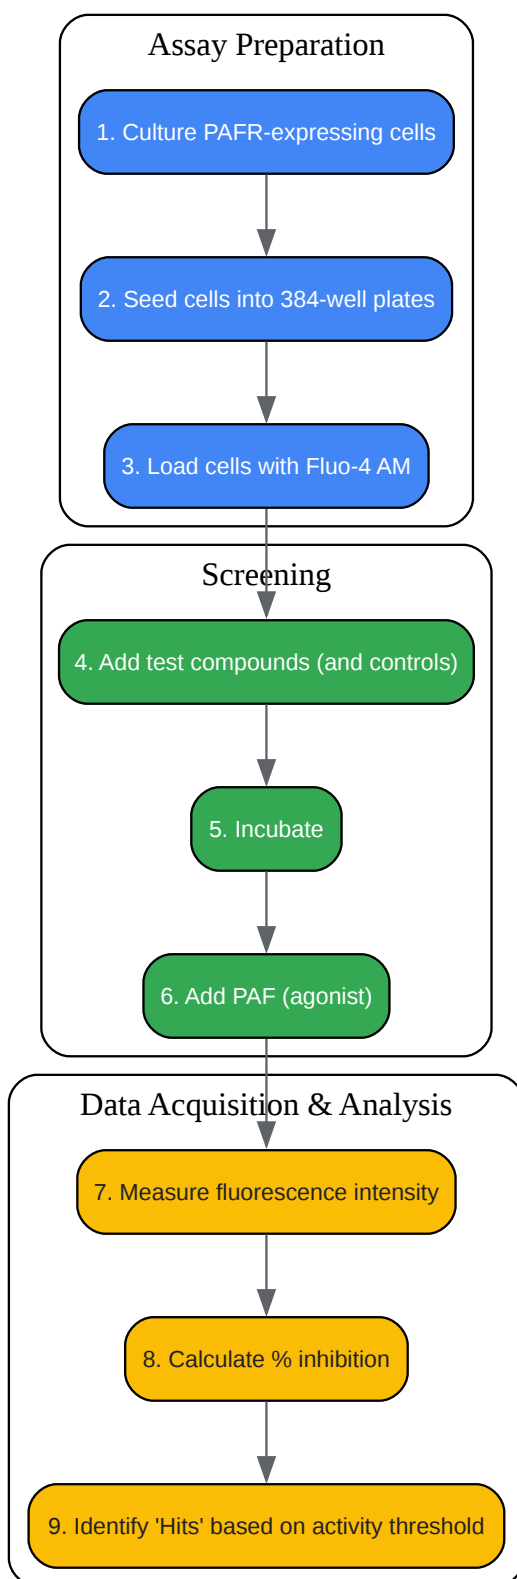 Assay Preparation
1. Culture PAFR-expressing cells
2. Seed cells into 384-well plates
3. Load cells with Fluo-4 AM
Screening
4. Add test compounds (and controls)
5. Incubate
6. Add PAF (agonist)
Data Acquisition & Analysis
7. Measure fluorescence intensity
8. Calculate % inhibition
9. Identify 'Hits' based on activity threshold